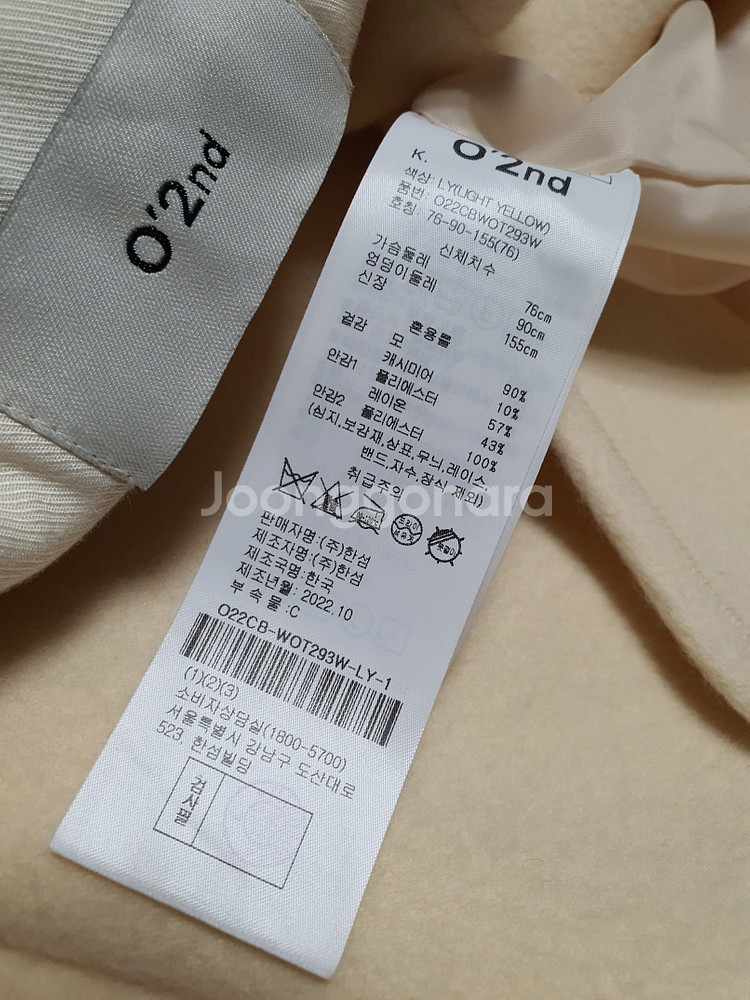 O'2nd
O'2nd
K.
색상: LY(LIGHT YELLOW)
품번: O22CBWOT293W
호칭: 76-90-155(76)
신체치수
가슴둘레 76cm
엉덩이둘레 90cm
신장 155cm
혼용률
겉감 모 90%
캐시미어 10%
안감1 폴리에스터 57%
레이온 43%
안감2 폴리에스터 100%
(심지,보강재,상표,무늬,레이스,
밴드,자수,장식 제외)
취급주의
드라이
판매자명:(주)한섬
제조자명:(주)한섬
제조국명:한국
제조년월:2022.10
부 속 물:C
O22CB-WOT293W-LY-1
(1)(2)(3)
소비자상담실(1800-5700)
서울특별시 강남구 도산대로
523, 한섬빌딩
검사필
Joonggonara